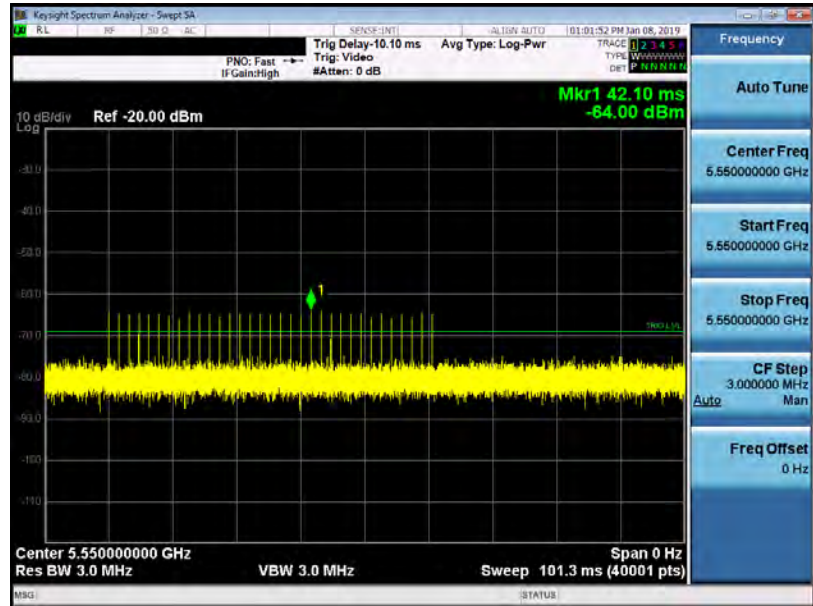 Keysight Spectrum Analyzer - Swept SA
RL RF 50 Ω AC SENSE:INT ALIGN AUTO 01:01:52 PM Jan 08, 2019
Trig Delay-10.10 ms Avg Type: Log-Pwr TRACE 1 2 3 4 5 6
PNO: Fast Trig: Video TYPE
IFGain:High #Atten: 0 dB DET P N N N N N
Frequency
Mkr1 42.10 ms
-64.00 dBm
10 dB/div Ref -20.00 dBm
Log
-30.0
-40.0
-50.0
-60.0
1
-70.0
TRIG LVL
-80.0
-90.0
-100
-110
Center 5.550000000 GHz Span 0 Hz
Res BW 3.0 MHz VBW 3.0 MHz Sweep 101.3 ms (40001 pts)
MSG STATUS
Auto Tune
Center Freq
5.550000000 GHz
Start Freq
5.550000000 GHz
Stop Freq
5.550000000 GHz
CF Step
3.000000 MHz
Auto Man
Freq Offset
0 Hz